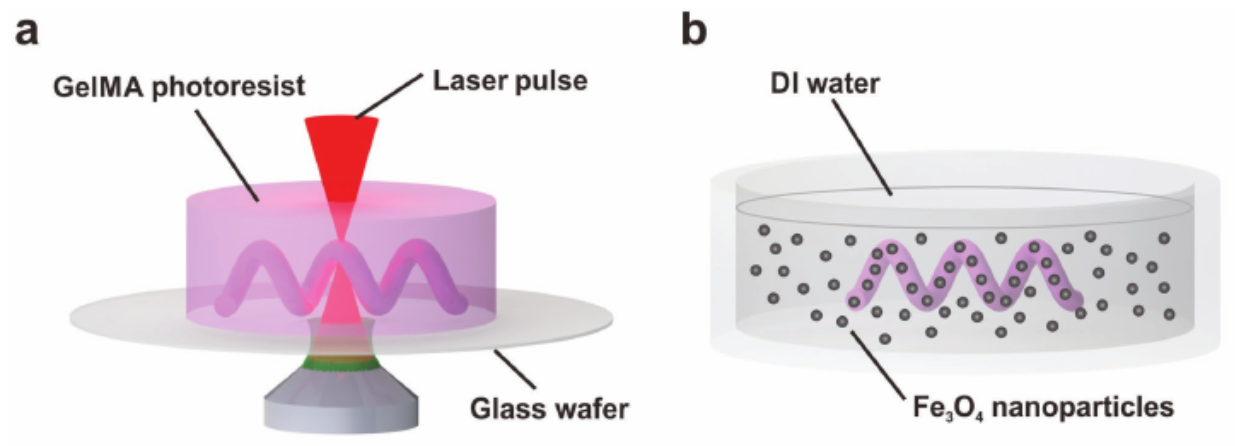 a
b
GelMA photoresist
Laser pulse
DI water
Glass wafer
Fe₃O₄ nanoparticles